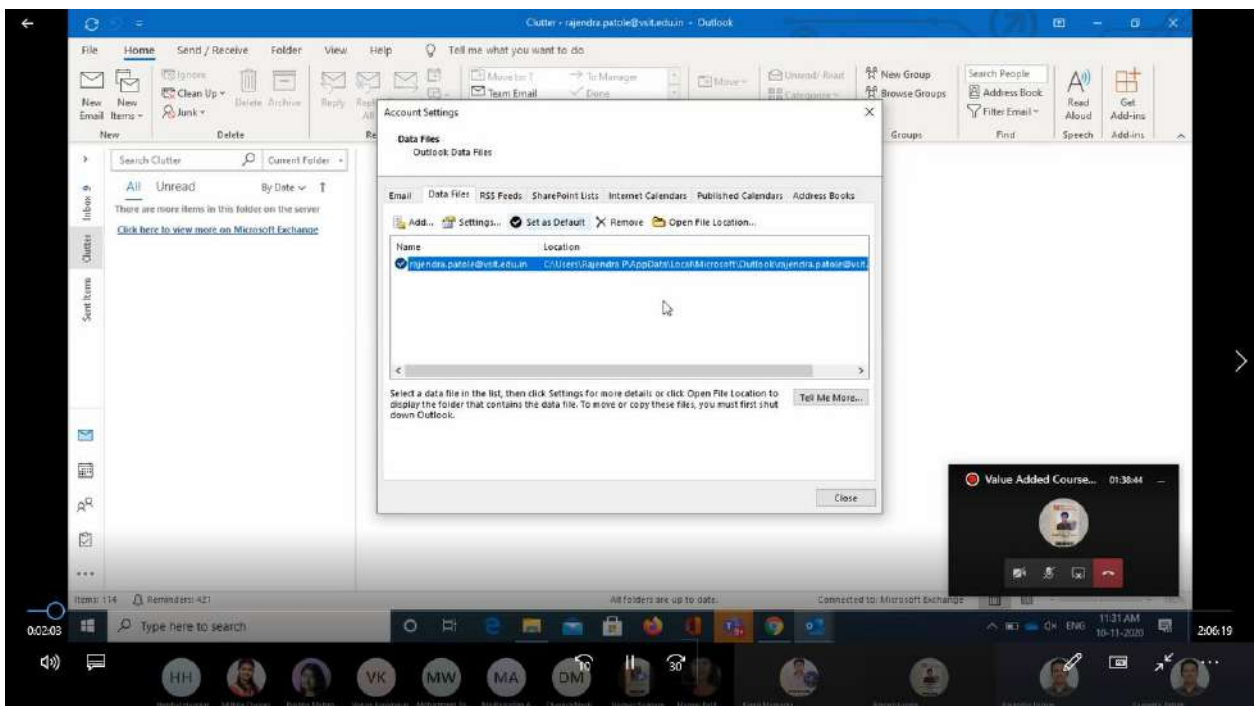 Clutter - rajendra.patole@vsit.edu.in - Outlook
File Home Send / Receive Folder View Help Tell me what you want to do
New Email
New Items
Ignore
Clean Up
Junk
Delete Archive
Reply
Move to: ?
Team Email
To Manager
Done
Move
Unread/ Read
Categorize
New Group
Browse Groups
Search People
Address Book
Filter Email
Read Aloud
Get Add-ins
New Delete Groups Find Speech Add-ins
Search Clutter Current Folder
All Unread By Date
There are more items in this folder on the server
Click here to view more on Microsoft Exchange
Inbox
Clutter
Sent Items
Account Settings
Data Files
Outlook Data Files
Email Data Files RSS Feeds SharePoint Lists Internet Calendars Published Calendars Address Books
Add... Settings... Set as Default Remove Open File Location...
Name Location
rajendra.patole@vsit.edu.in C:\Users\Rajendra P\AppData\Local\Microsoft\Outlook\rajendra.patole@vsit.
Select a data file in the list, then click Settings for more details or click Open File Location to
display the folder that contains the data file. To move or copy these files, you must first shut
down Outlook.
Tell Me More...
Close
Value Added Course... 01:38:44
Items: 114 Reminders: 421 All folders are up to date. Connected to: Microsoft Exchange
Type here to search
ENG 11:31 AM
10-11-2020
0:02:03 2:06:19
10 30
HH VK MW MA DM